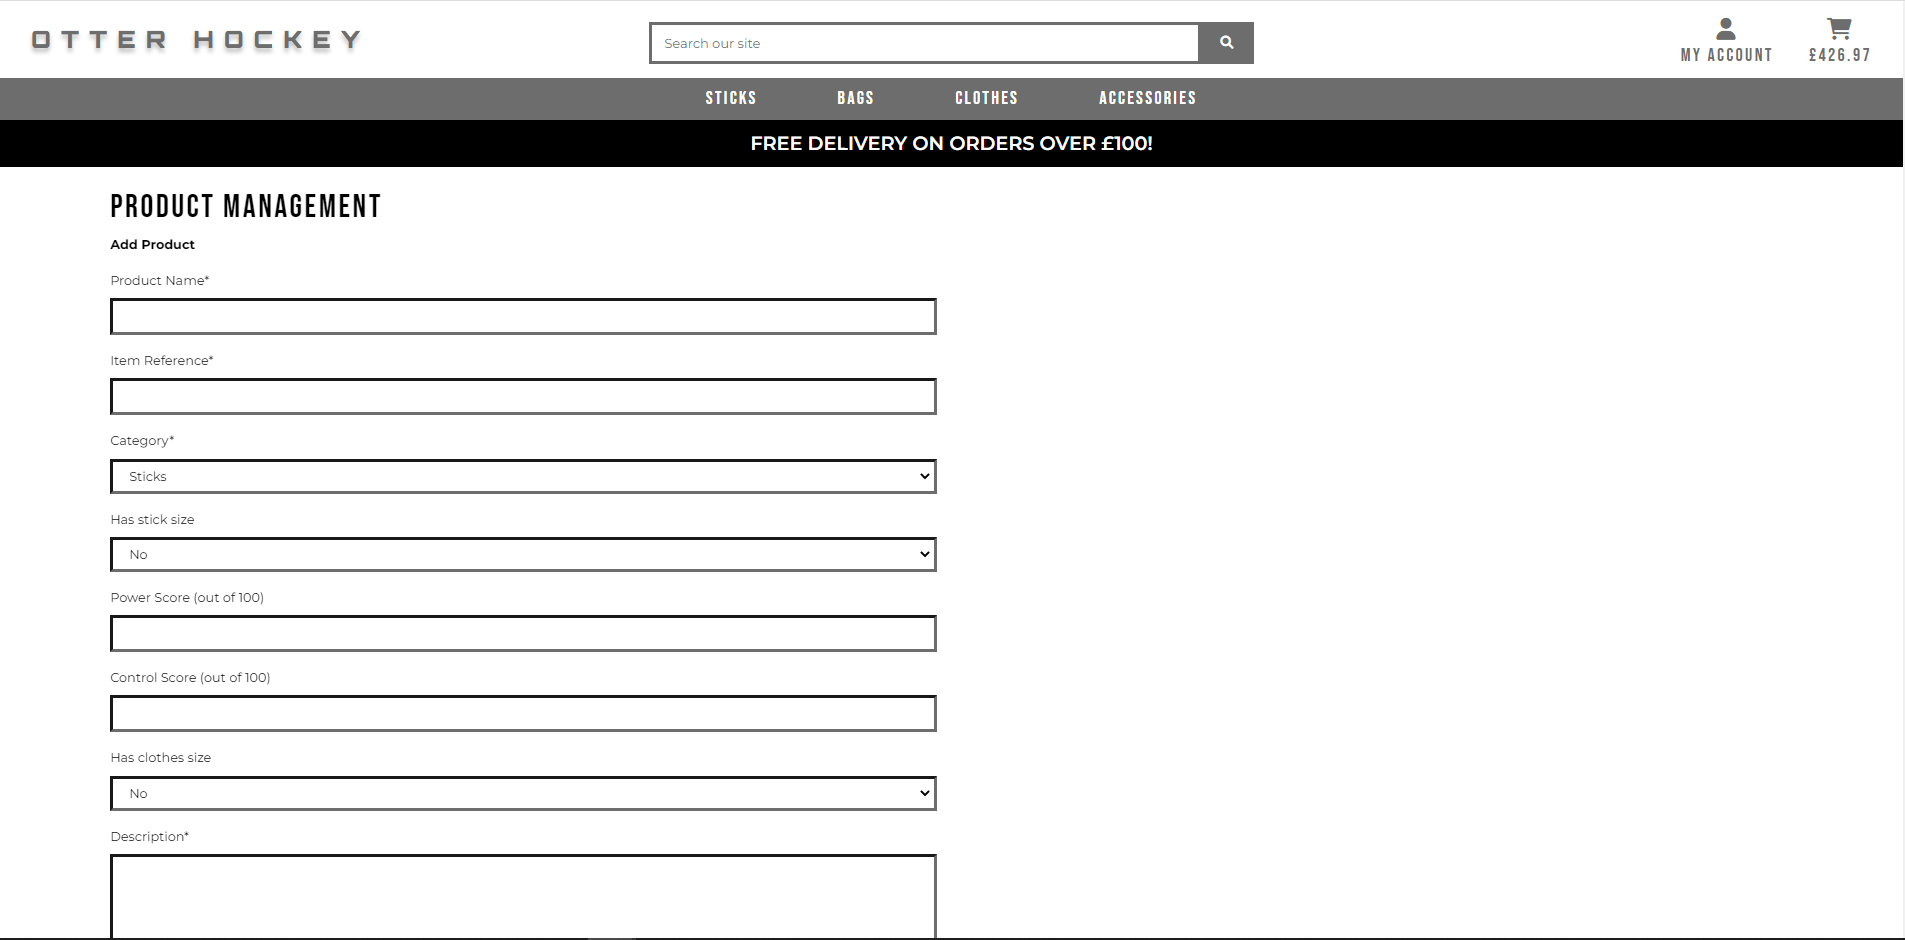 OTTER HOCKEY
Search our site
MY ACCOUNT
£426.97
STICKS BAGS CLOTHES ACCESSORIES
FREE DELIVERY ON ORDERS OVER £100!
PRODUCT MANAGEMENT
Add Product
Product Name*
Item Reference*
Category*
Sticks
Has stick size
No
Power Score (out of 100)
Control Score (out of 100)
Has clothes size
No
Description*